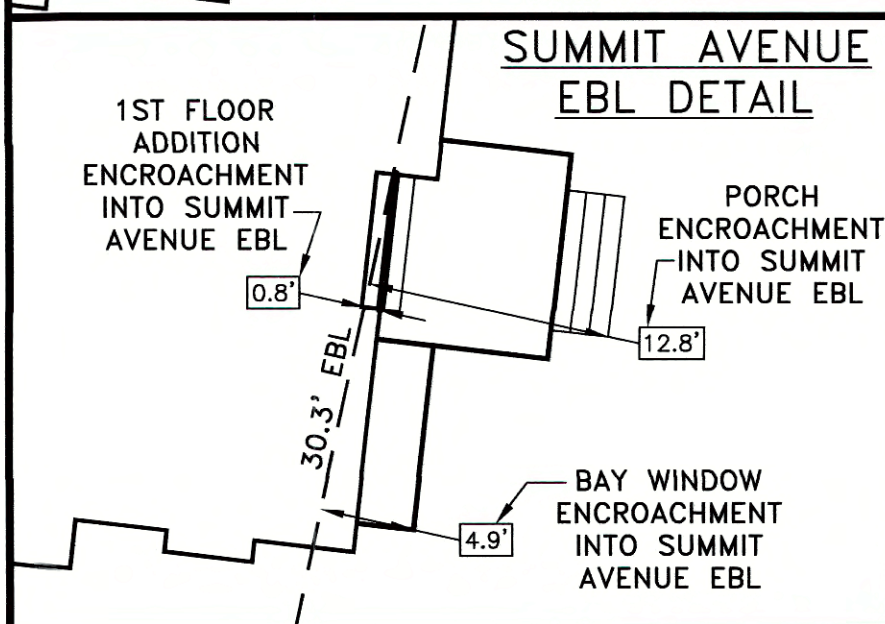 SUMMIT AVENUE
EBL DETAIL
1ST FLOOR
ADDITION
ENCROACHMENT
INTO SUMMIT
AVENUE EBL
0.8'
PORCH
ENCROACHMENT
INTO SUMMIT
AVENUE EBL
12.8'
30.3' EBL
BAY WINDOW
ENCROACHMENT
INTO SUMMIT
AVENUE EBL
4.9'